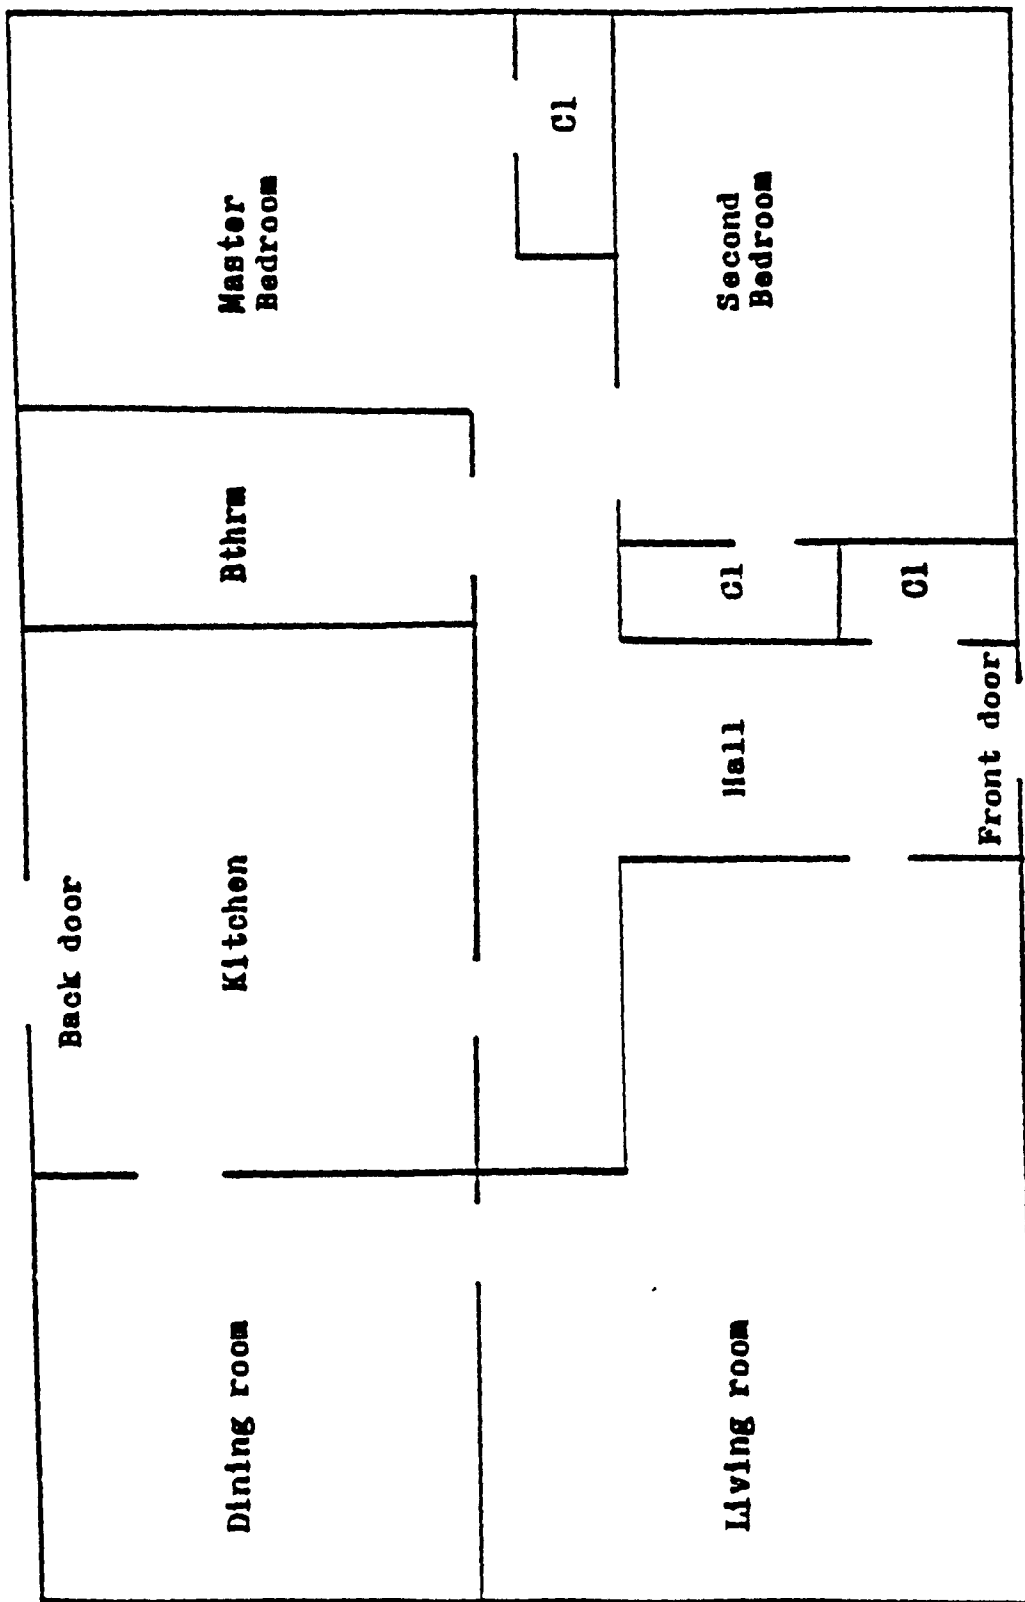 Back door
Dining room
Kitchen
Bthrm
Master
Bedroom
Cl
Living room
Hall
Cl
Cl
Second
Bedroom
Front door